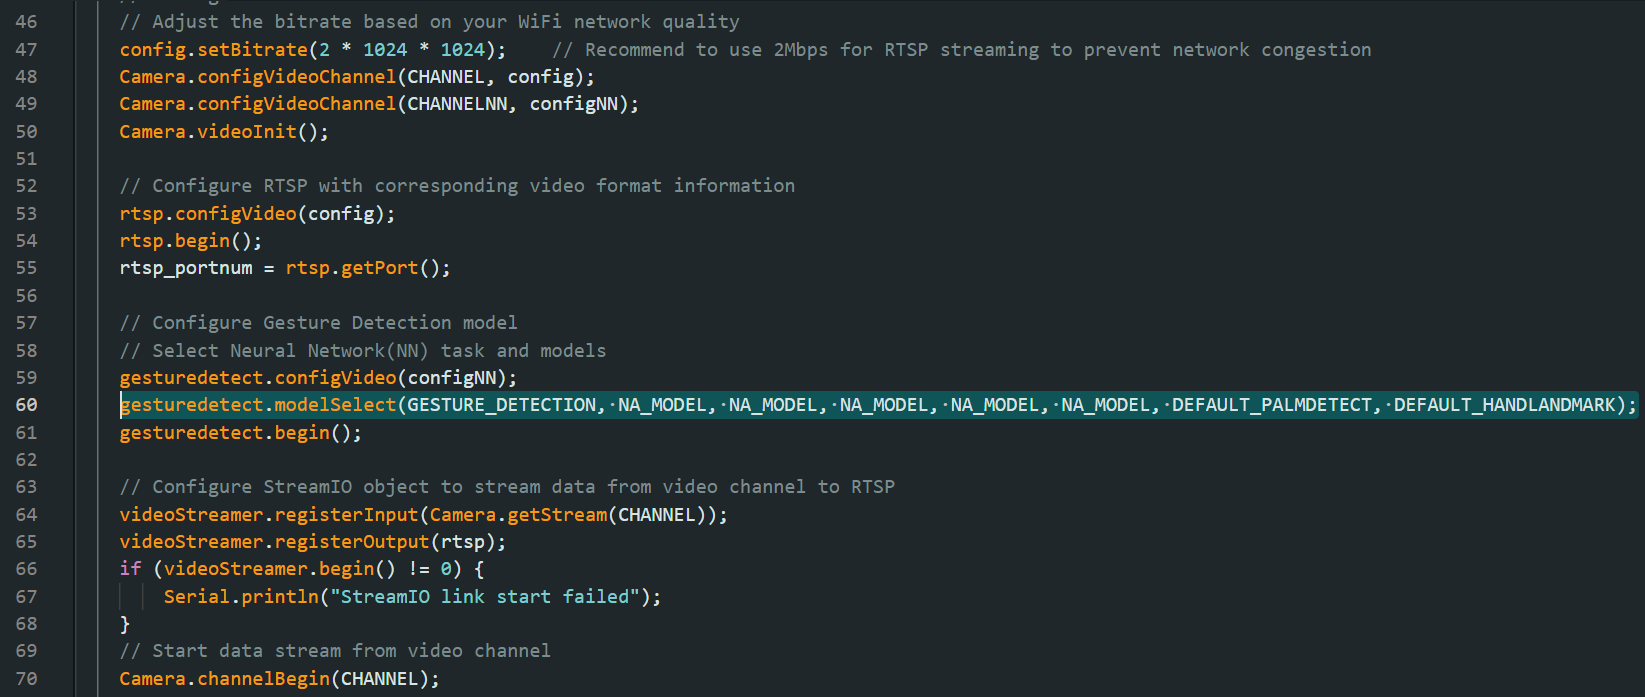 46 // Adjust the bitrate based on your WiFi network quality
47 config.setBitrate(2 * 1024 * 1024);    // Recommend to use 2Mbps for RTSP streaming to prevent network congestion
48 Camera.configVideoChannel(CHANNEL, config);
49 Camera.configVideoChannel(CHANNELNN, configNN);
50 Camera.videoInit();
51
52 // Configure RTSP with corresponding video format information
53 rtsp.configVideo(config);
54 rtsp.begin();
55 rtsp_portnum = rtsp.getPort();
56
57 // Configure Gesture Detection model
58 // Select Neural Network(NN) task and models
59 gesturedetect.configVideo(configNN);
60 gesturedetect.modelSelect(GESTURE_DETECTION,·NA_MODEL,·NA_MODEL,·NA_MODEL,·NA_MODEL,·NA_MODEL,·DEFAULT_PALMDETECT,·DEFAULT_HANDLANDMARK);
61 gesturedetect.begin();
62
63 // Configure StreamIO object to stream data from video channel to RTSP
64 videoStreamer.registerInput(Camera.getStream(CHANNEL));
65 videoStreamer.registerOutput(rtsp);
66 if (videoStreamer.begin() != 0) {
67     Serial.println("StreamIO link start failed");
68 }
69 // Start data stream from video channel
70 Camera.channelBegin(CHANNEL);